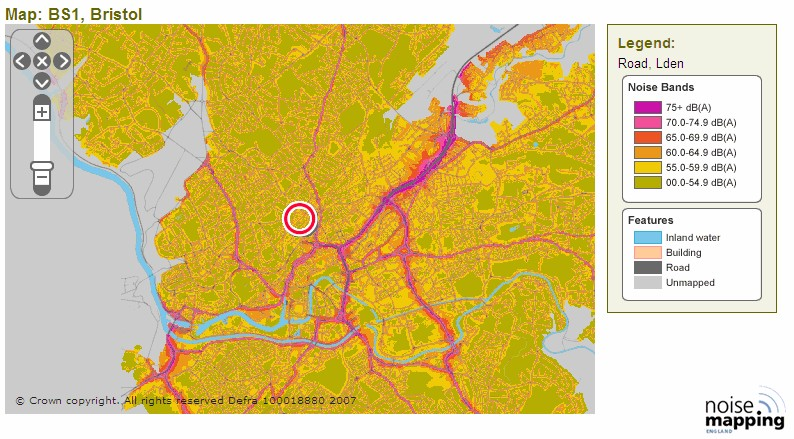 Map: BS1, Bristol
Legend:
Road, Lden
Noise Bands
75+ dB(A)
70.0-74.9 dB(A)
65.0-69.9 dB(A)
60.0-64.9 dB(A)
55.0-59.9 dB(A)
00.0-54.9 dB(A)
Features
Inland water
Building
Road
Unmapped
© Crown copyright. All rights reserved Defra 100018880 2007
noise
mapping
ENGLAND